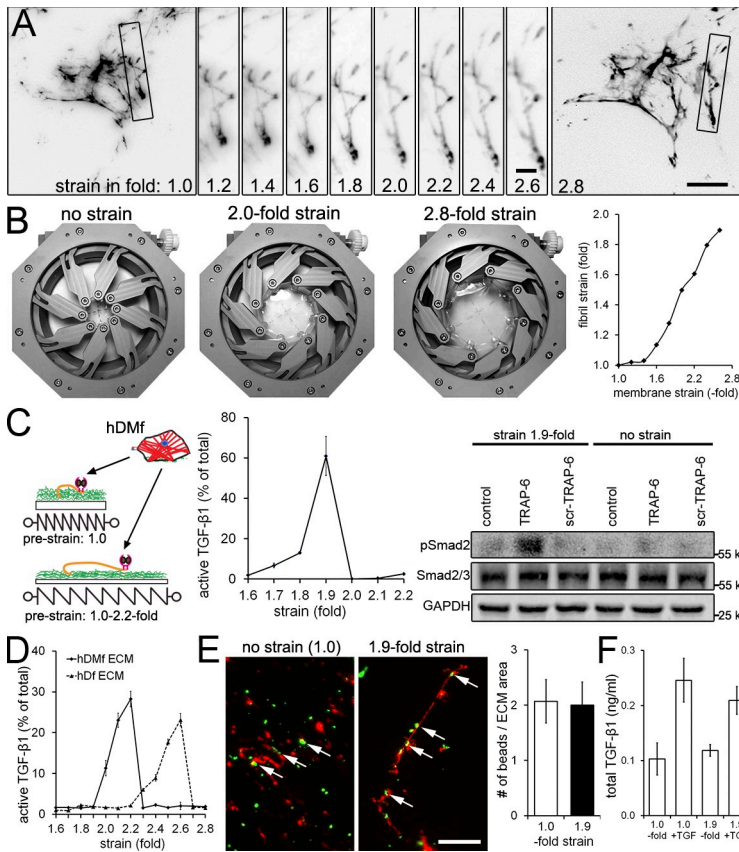 A
strain in fold: 1.0
1.2
1.4
1.6
1.8
2.0
2.2
2.4
2.6
2.8
B
no strain
2.0-fold strain
2.8-fold strain
fibril strain (fold)
2.0
1.8
1.6
1.4
1.2
1.0
1.0
1.6
2.2
2.8
membrane strain (-fold)
C
hDMf
pre-strain: 1.0
pre-strain: 1.0-2.2-fold
active TGF-β1 (% of total)
80
60
40
20
0
1.6 1.7 1.8 1.9 2.0 2.1 2.2
strain (fold)
strain 1.9-fold
no strain
control
TRAP-6
scr-TRAP-6
control
TRAP-6
scr-TRAP-6
pSmad2
55 k
Smad2/3
55 k
GAPDH
25 k
D
hDMf ECM
hDf ECM
active TGF-β1 (% of total)
40
30
20
10
0
1.6 1.8 2.0 2.2 2.4 2.6 2.8
strain (fold)
E
no strain (1.0)
1.9-fold strain
# of beads / ECM area
3
2
1
0
1.0
1.9
-fold strain
F
total TGF-β1 (ng/ml)
0.3
0.2
0.1
0.0
1.0 1.0 1.9
-fold +TGF -fold